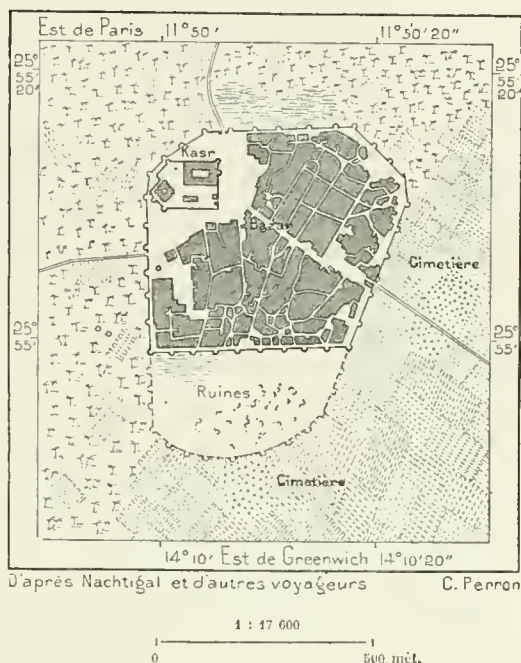 Est de Paris 11°50' 11°50'20"
25° 55' 20"
25° 55' 20"
Kasr
Bazar
Cimetière
25° 55'
25° 55'
Ruines
Cimetière
14°10' Est de Greenwich 14°10'20"
D'après Nachtigal et d'autres voyageurs C. Perron
1 : 17 600
0 500 mèt.